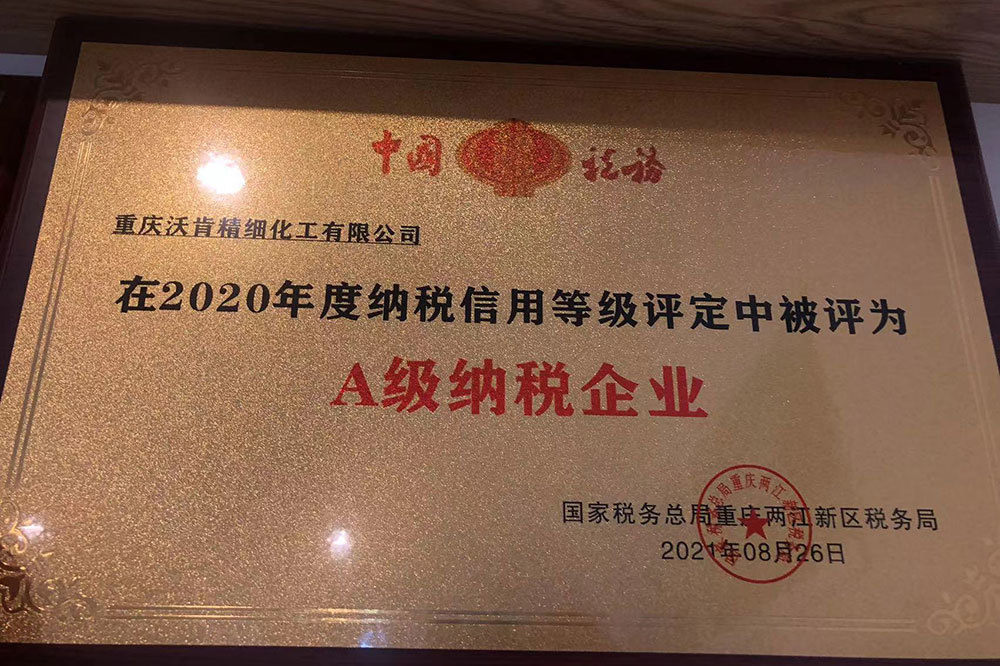 中国税務
重庆沃肯精细化工有限公司
在2020年度纳税信用等级评定中被评为
A级纳税企业
国家税务总局重庆两江新区税务局
2021年08月26日